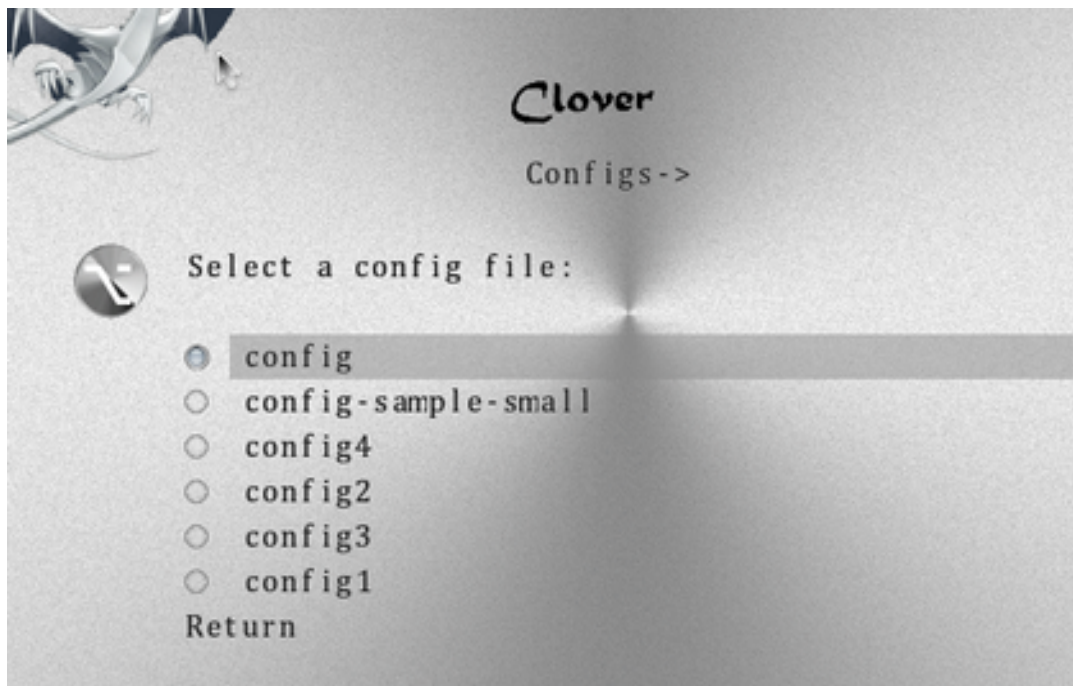 Clover
Configs->
Select a config file:
config
config-sample-small
config4
config2
config3
config1
Return